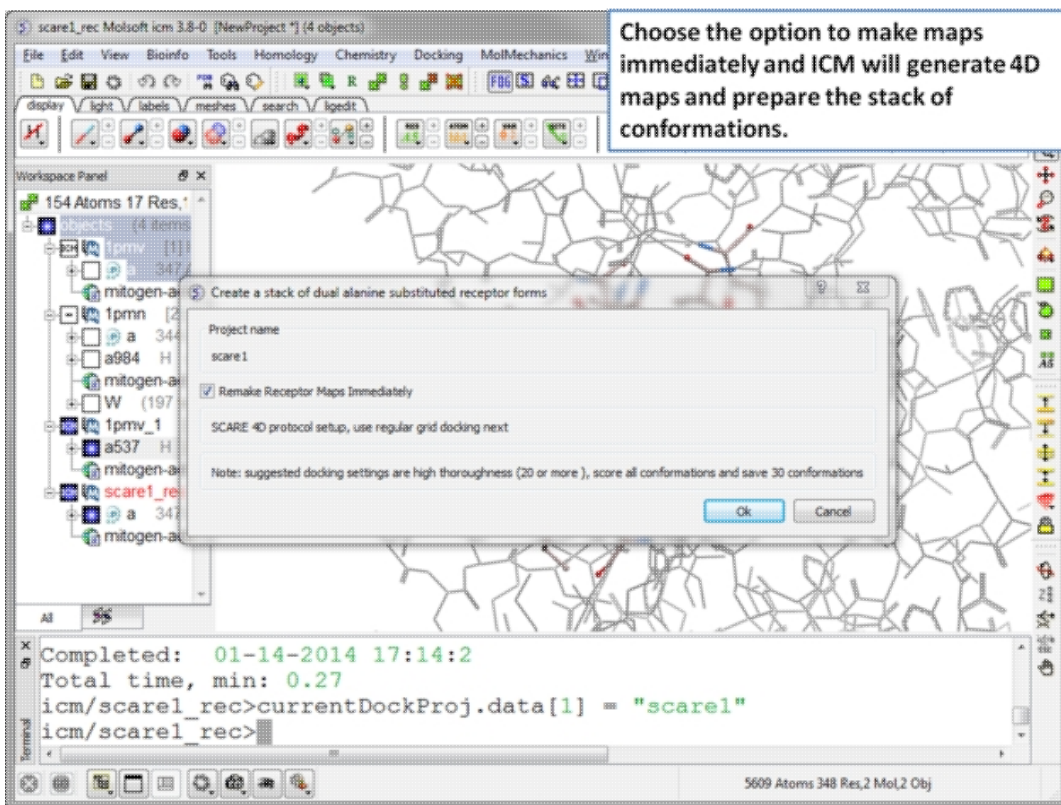 scare1_rec Molsoft icm 3.8-0 [NewProject *] (4 objects)
Choose the option to make maps
immediately and ICM will generate 4D
maps and prepare the stack of
conformations.
File Edit View Bioinfo Tools Homology Chemistry Docking MolMechanics
display light labels meshes search ligedit
Workspace Panel
154 Atoms 17 Res,
objects (4 items
1pmv [1]
a 347
mitogen-a
1pmn [2
a 344
a984 H
mitogen-a
W (197
1pmv_1
a537 H
mitogen-a
scare1_re
a 347
mitogen-a
All
Create a stack of dual alanine substituted receptor forms
Project name
scare1
Remake Receptor Maps Immediately
SCARE 4D protocol setup, use regular grid docking next
Note: suggested docking settings are high thoroughness (20 or more ), score all conformations and save 30 conformations
Ok Cancel
Completed: 01-14-2014 17:14:2
Total time, min: 0.27
icm/scare1_rec>currentDockProj.data[1] = "scare1"
icm/scare1_rec>
Terminal
5609 Atoms 348 Res,2 Mol,2 Obj